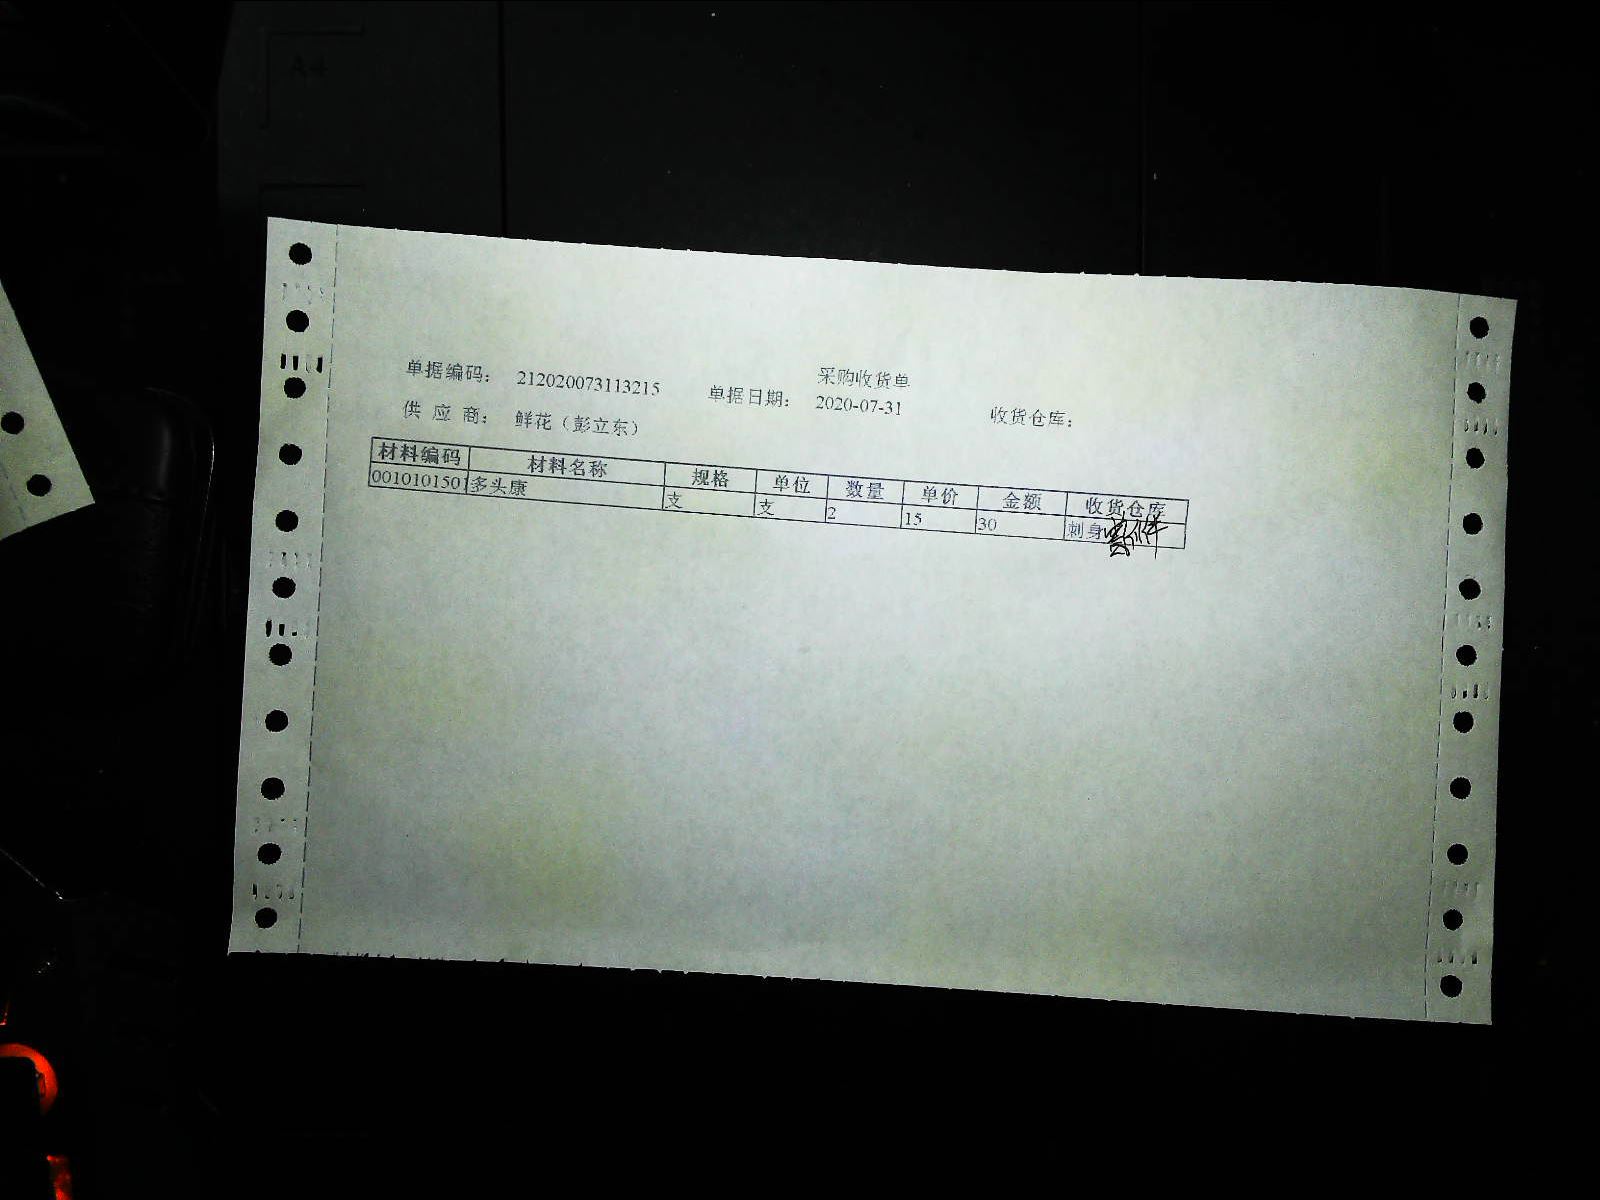 采购收货单
单据编码： 212020073113215 单据日期： 2020-07-31 收货仓库：
供 应 商： 鲜花（彭立东）
材料编码 材料名称 规格 单位 数量 单价 金额 收货仓库
0010101501 多头康 支 支 2 15 30 刺身
A4